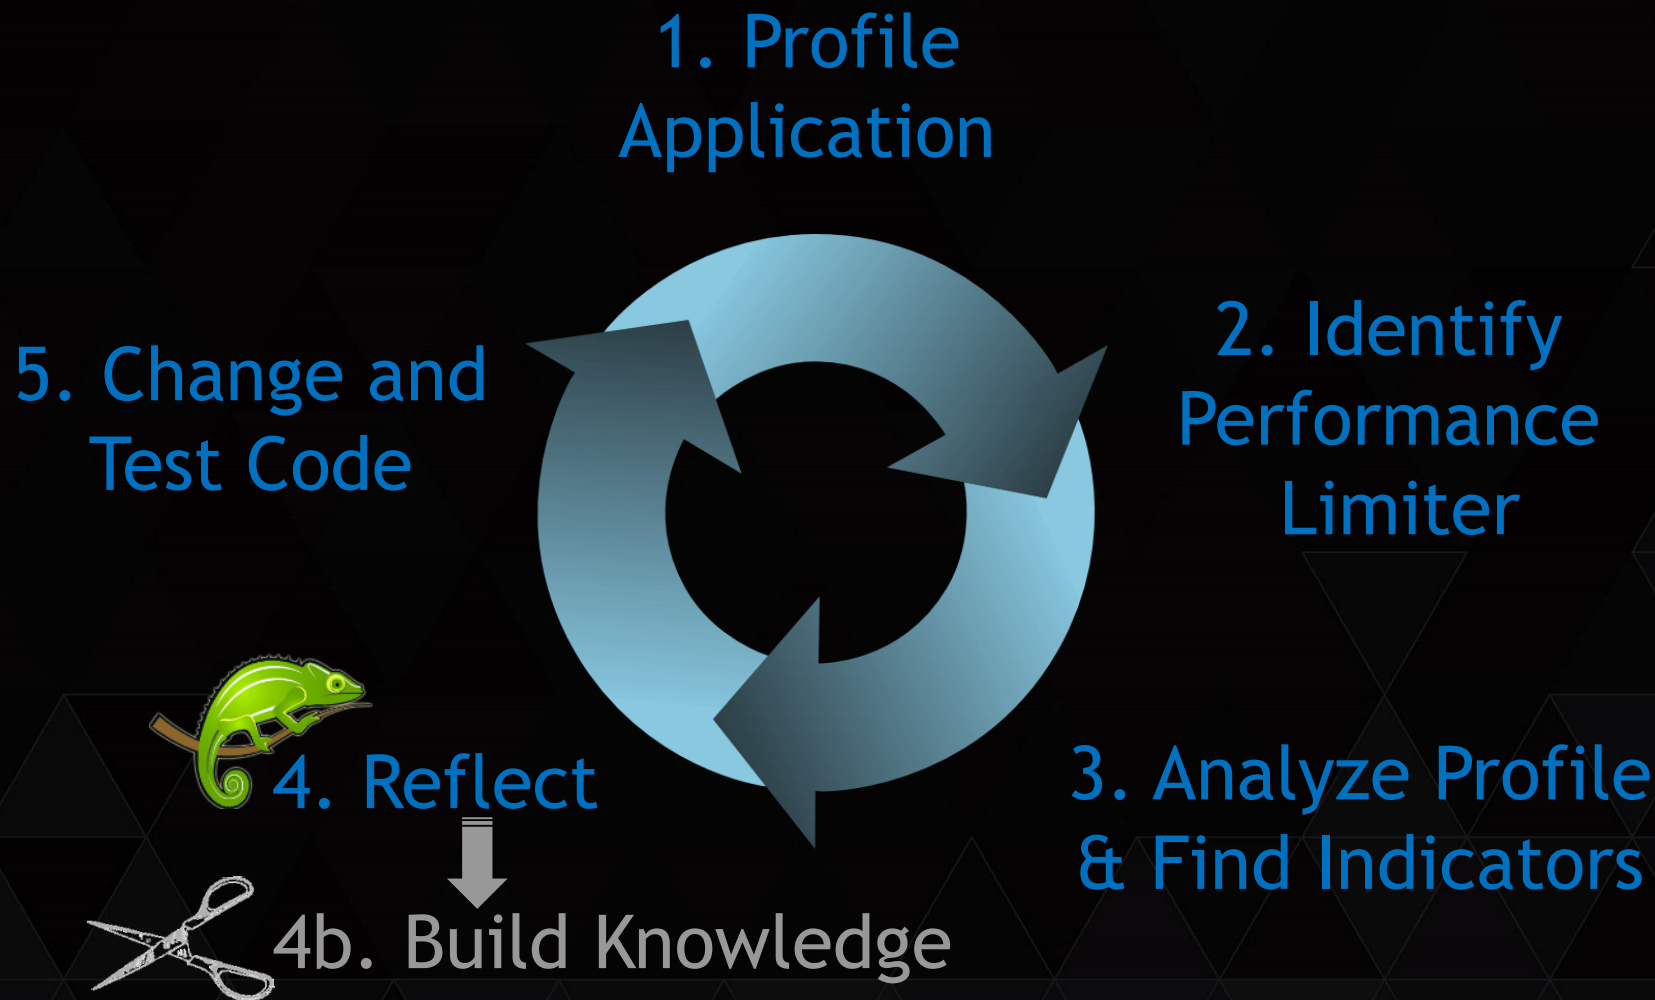 1. Profile
Application
2. Identify
Performance
Limiter
3. Analyze Profile
& Find Indicators
4. Reflect
4b. Build Knowledge
5. Change and
Test Code